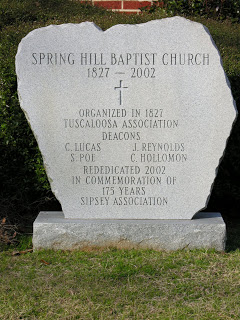 SPRING HILL BAPTIST CHURCH
1827 — 2002
ORGANIZED IN 1827
TUSCALOOSA ASSOCIATION
DEACONS
C. LUCAS J. REYNOLDS
S. POE C. HOLLOMON
REDEDICATED 2002
IN COMMEMORATION OF
175 YEARS
SIPSEY ASSOCIATION